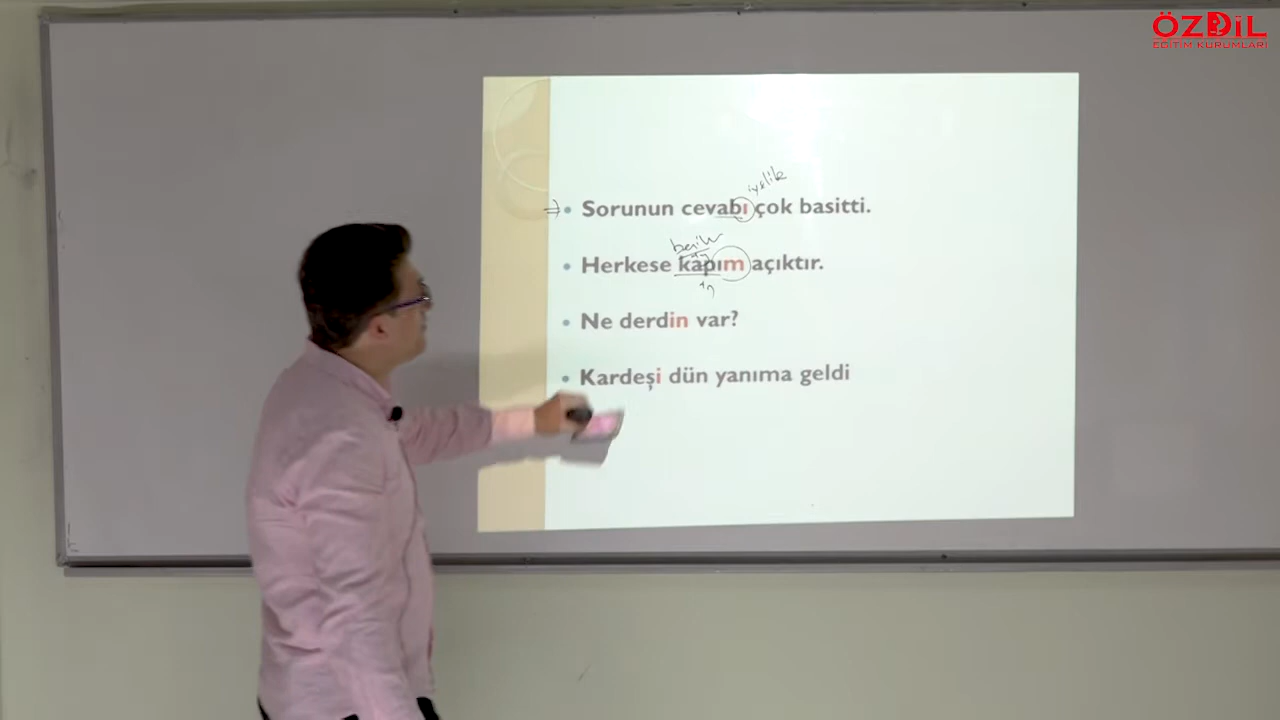 ÖZDİL
EĞİTİM KURUMLARI
iyelik
Sorunun cevabı çok basitti.
Herkese kapım açıktır.
Ne derdin var?
Kardeşi dün yanıma geldi